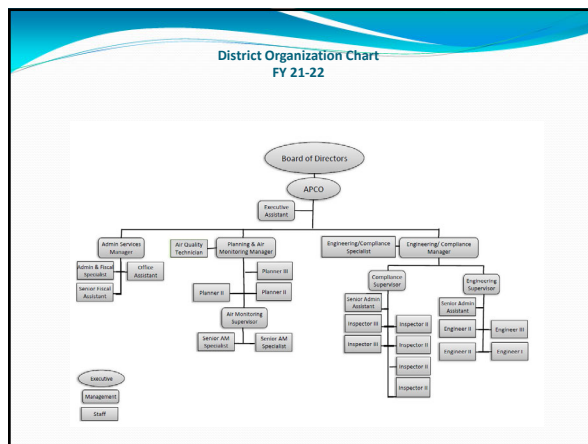 District Organization Chart
FY 21-22
Board of Directors
APCO
Executive
Assistant
Admin Services
Manager
Air Quality
Technician
Planning & Air
Monitoring Manager
Engineering/Compliance
Specialist
Engineering/ Compliance
Manager
Admin & Fiscal
Specialist
Office
Assistant
Senior Fiscal
Assistant
Planner III
Planner II
Planner II
Air Monitoring
Supervisor
Senior AM
Specialist
Senior AM
Specialist
Compliance
Supervisor
Senior Admin
Assistant
Inspector III
Inspector II
Inspector III
Inspector II
Inspector II
Inspector II
Engineering
Supervisor
Senior Admin
Assistant
Engineer II
Engineer III
Engineer II
Engineer I
Executive
Management
Staff